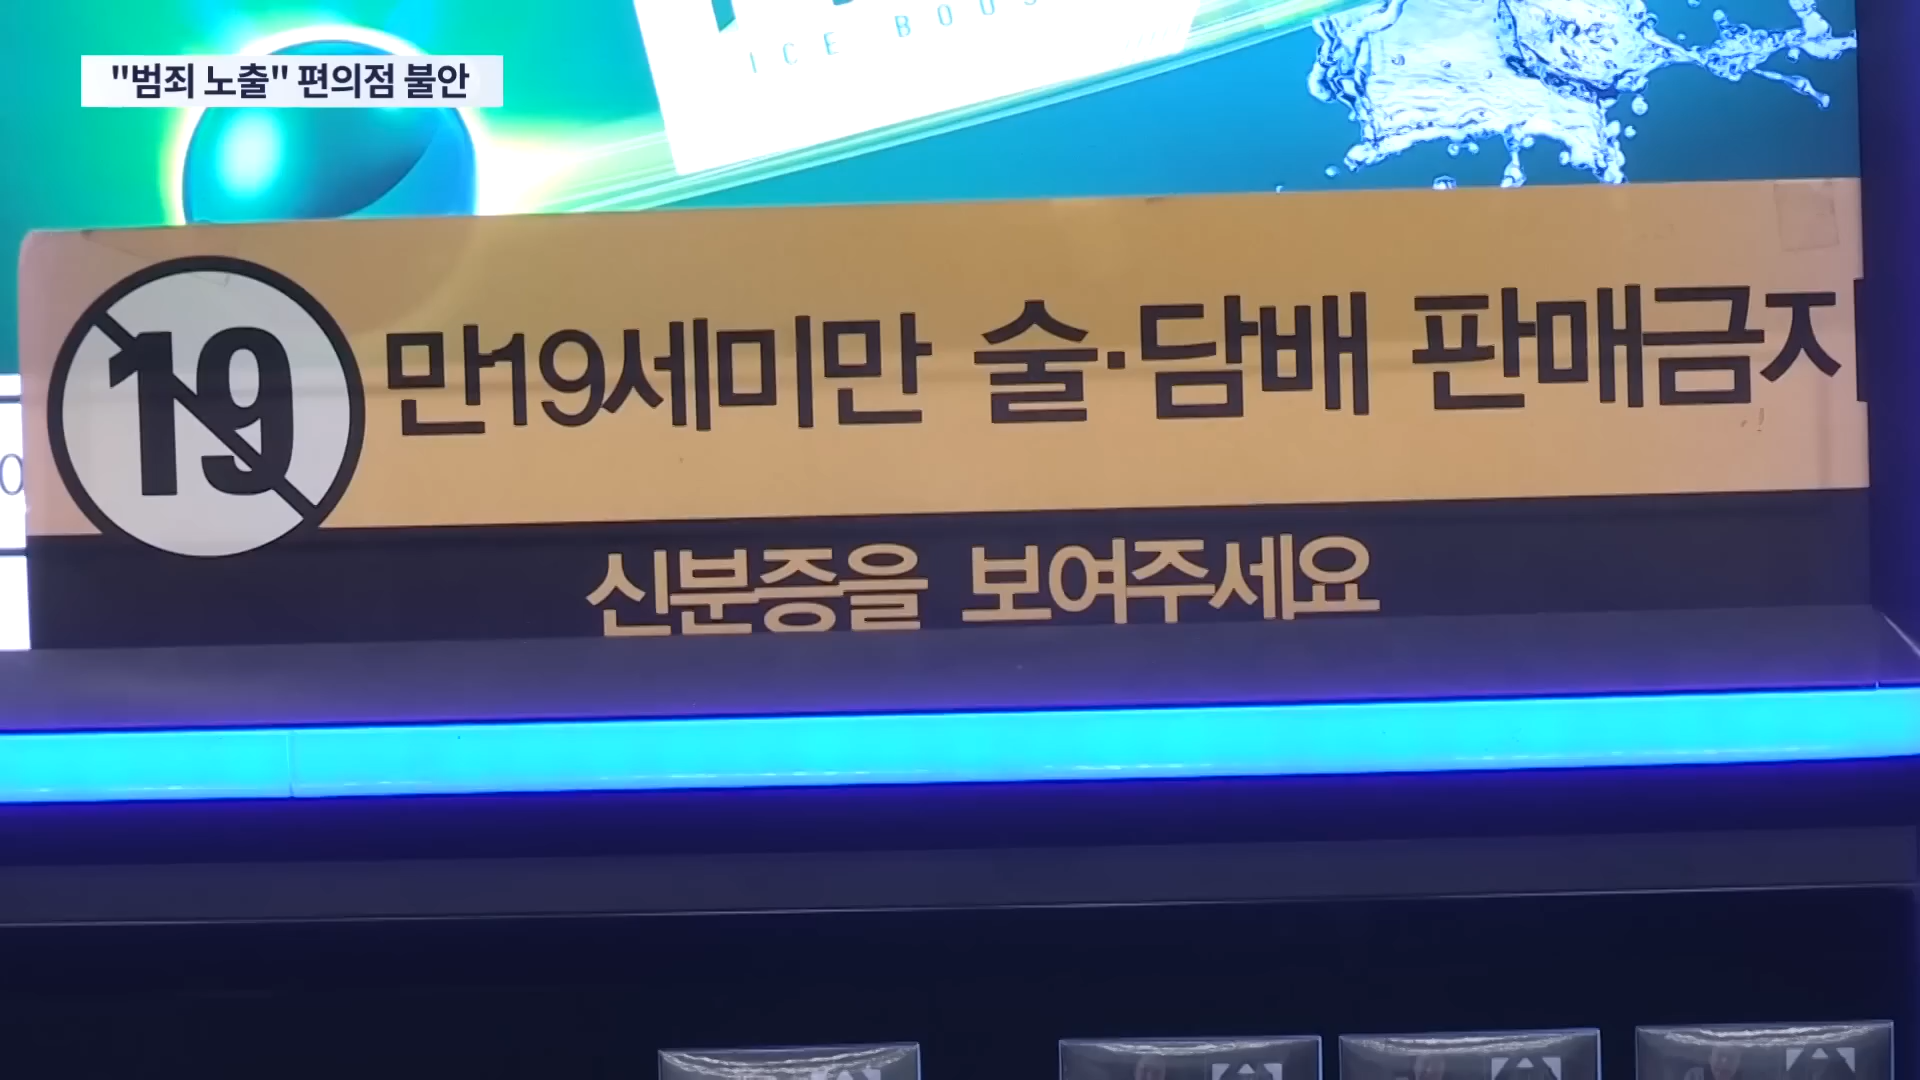 "범죄 노출" 편의점 불안
ICE
19
만19세미만 술·담배 판매금지
신분증을 보여주세요